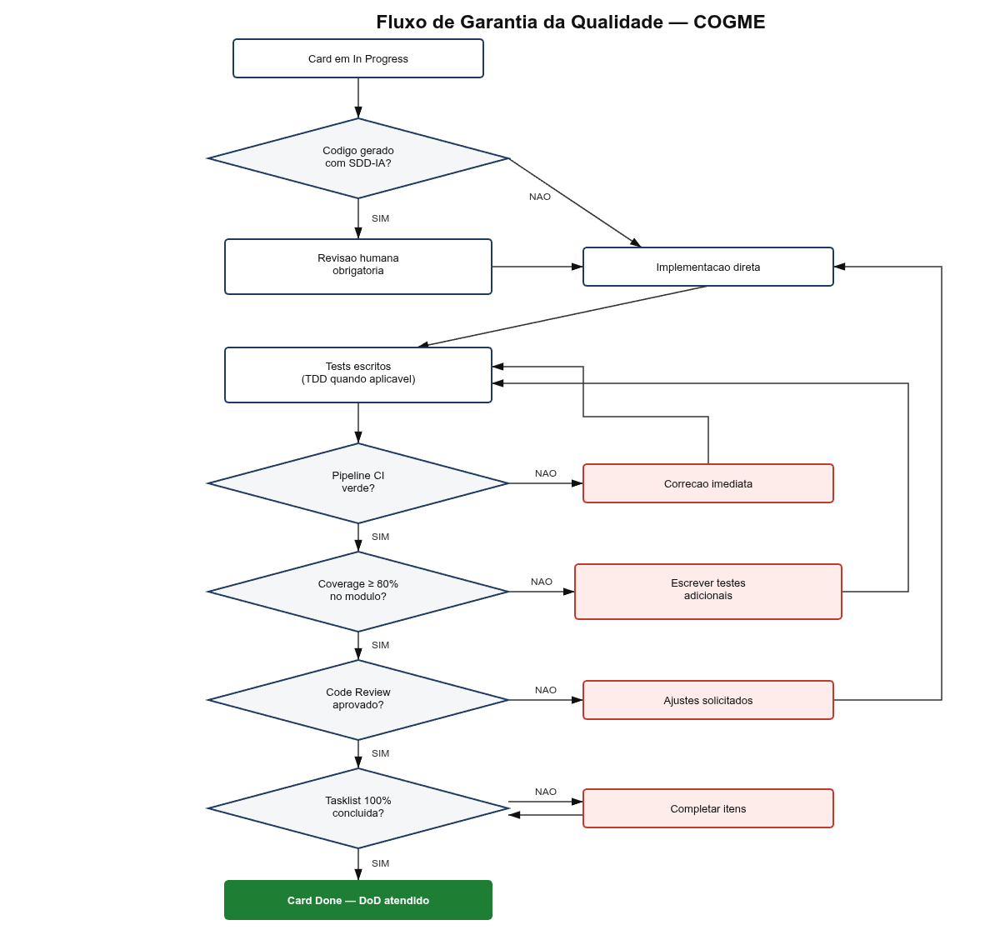 Fluxo de Garantia da Qualidade — COGME
Card em In Progress
Codigo gerado
com SDD-IA?
NAO
SIM
Revisao humana
obrigatoria
Implementacao direta
Tests escritos
(TDD quando aplicavel)
Pipeline CI
verde?
NAO
Correcao imediata
SIM
Coverage ≥ 80%
no modulo?
NAO
Escrever testes
adicionais
SIM
Code Review
aprovado?
NAO
Ajustes solicitados
SIM
Tasklist 100%
concluida?
NAO
Completar itens
SIM
Card Done — DoD atendido